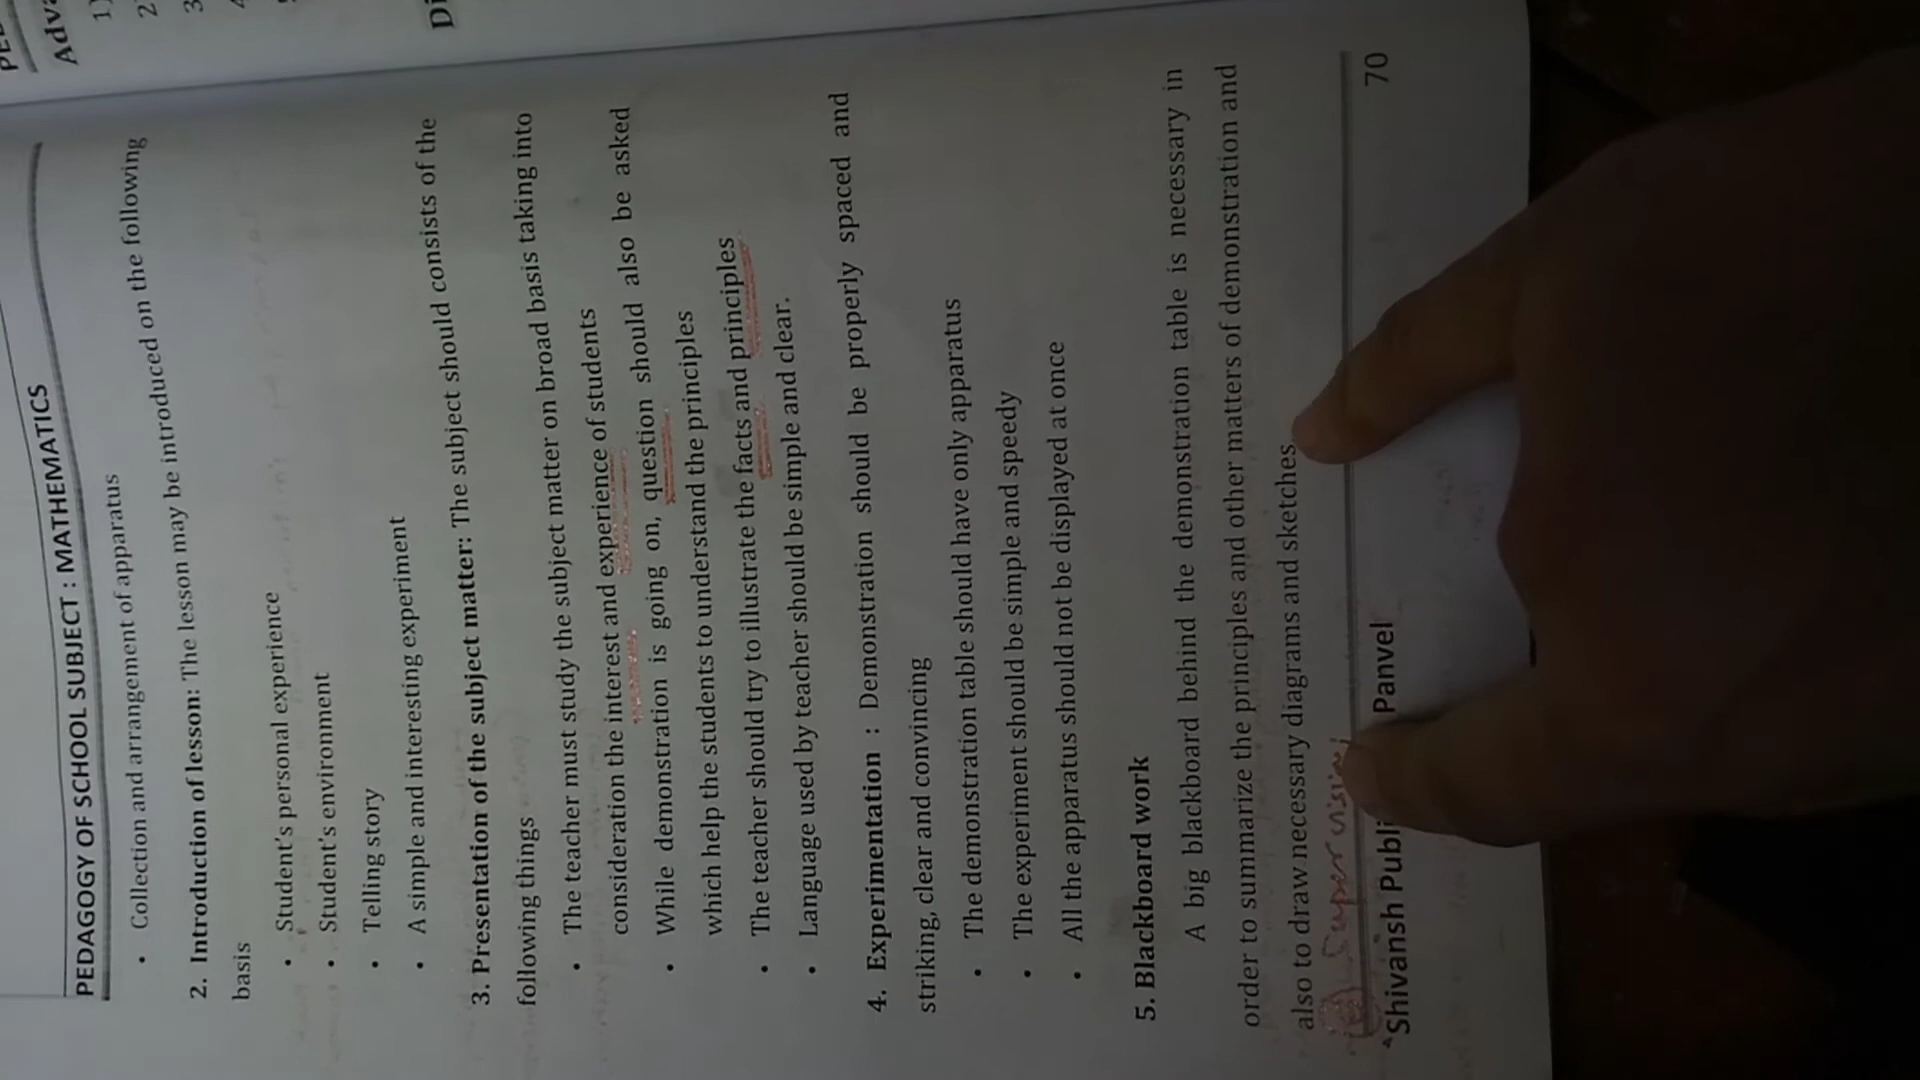 PEDAGOGY OF SCHOOL SUBJECT : MATHEMATICS
• Collection and arrangement of apparatus
2. Introduction of lesson: The lesson may be introduced on the following
basis
• Student's personal experience
• Student's environment
• Telling story
• A simple and interesting experiment
3. Presentation of the subject matter: The subject should consists of the
following things
• The teacher must study the subject matter on broad basis taking into
consideration the interest and experience of students
• While demonstration is going on, question should also be asked
which help the students to understand the principles
• The teacher should try to illustrate the facts and principles
• Language used by teacher should be simple and clear.
4. Experimentation : Demonstration should be properly spaced and
striking, clear and convincing
• The demonstration table should have only apparatus
• The experiment should be simple and speedy
• All the apparatus should not be displayed at once
5. Blackboard work
A big blackboard behind the demonstration table is necessary in
order to summarize the principles and other matters of demonstration and
also to draw necessary diagrams and sketches
Supervision
Shivansh Publi Panvel
70
Adva
1)
2
3
4
Di